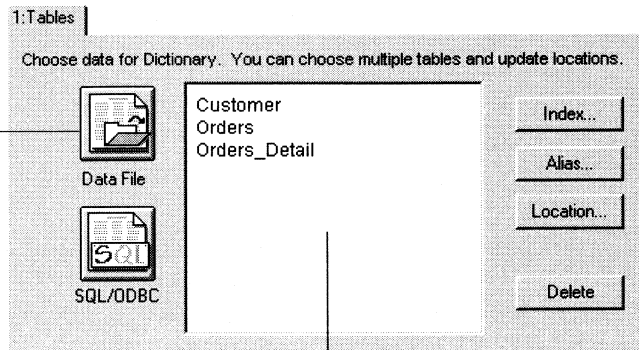 1:Tables
Choose data for Dictionary. You can choose multiple tables and update locations.
Data File
SQL
SQL/ODBC
Customer
Orders
Orders_Detail
Index...
Alias...
Location...
Delete